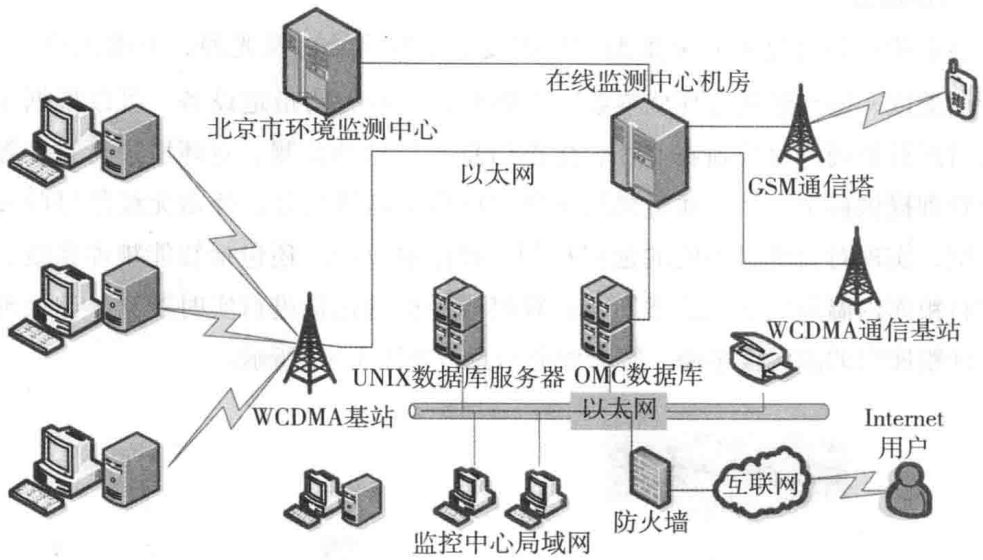 在线监测中心机房
北京市环境监测中心
以太网
GSM通信塔
WCDMA通信基站
UNIX数据库服务器
OMC数据库
WCDMA基站
以太网
Internet
用户
互联网
防火墙
监控中心局域网